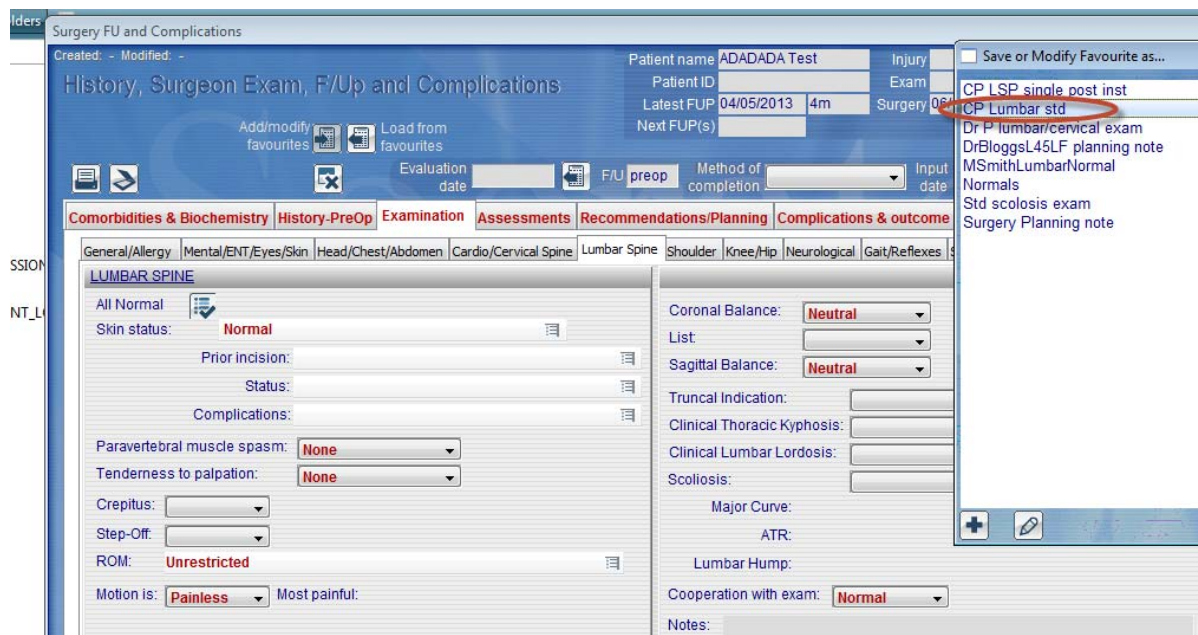 lders
Surgery FU and Complications
Created: - Modified: -
History, Surgeon Exam, F/Up and Complications
Patient name ADADADA Test Injury
Patient ID Exam
Latest FUP 04/05/2013 4m Surgery 06/
Next FUP(s)
Add/modify favourites Load from favourites
Evaluation date F/U preop Method of completion Input date
Comorbidities & Biochemistry History-PreOp Examination Assessments Recommendations/Planning Complications & outcome
General/Allergy Mental/ENT/Eyes/Skin Head/Chest/Abdomen Cardio/Cervical Spine Lumbar Spine Shoulder Knee/Hip Neurological Gait/Reflexes S
SSION
NT_L
LUMBAR SPINE
All Normal
Skin status: Normal
Prior incision:
Status:
Complications:
Paravertebral muscle spasm: None
Tenderness to palpation: None
Crepitus:
Step-Off:
ROM: Unrestricted
Motion is: Painless Most painful:
Coronal Balance: Neutral
List:
Sagittal Balance: Neutral
Truncal Indication:
Clinical Thoracic Kyphosis:
Clinical Lumbar Lordosis:
Scoliosis:
Major Curve:
ATR:
Lumbar Hump:
Cooperation with exam: Normal
Notes:
Save or Modify Favourite as...
CP LSP single post inst
CP Lumbar std
Dr P lumbar/cervical exam
DrBloggsL45LF planning note
MSmithLumbarNormal
Normals
Std scolosis exam
Surgery Planning note